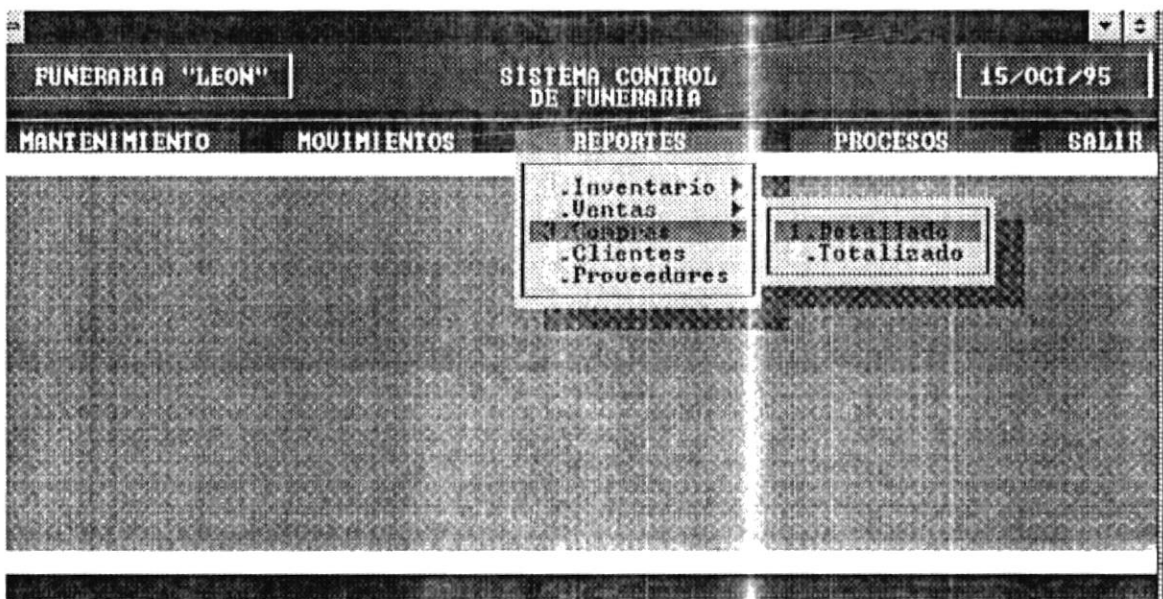 FUNERARIA "LEON"
SISTEMA CONTROL
DE FUNERARIA
15/OCT/95
MANTENIMIENTO MOVIMIENTOS REPORTES PROCESOS SALIR
.Inventario
.Ventas
3.Compras
.Clientes
.Proveedores
1.Detallado
.Totalizado